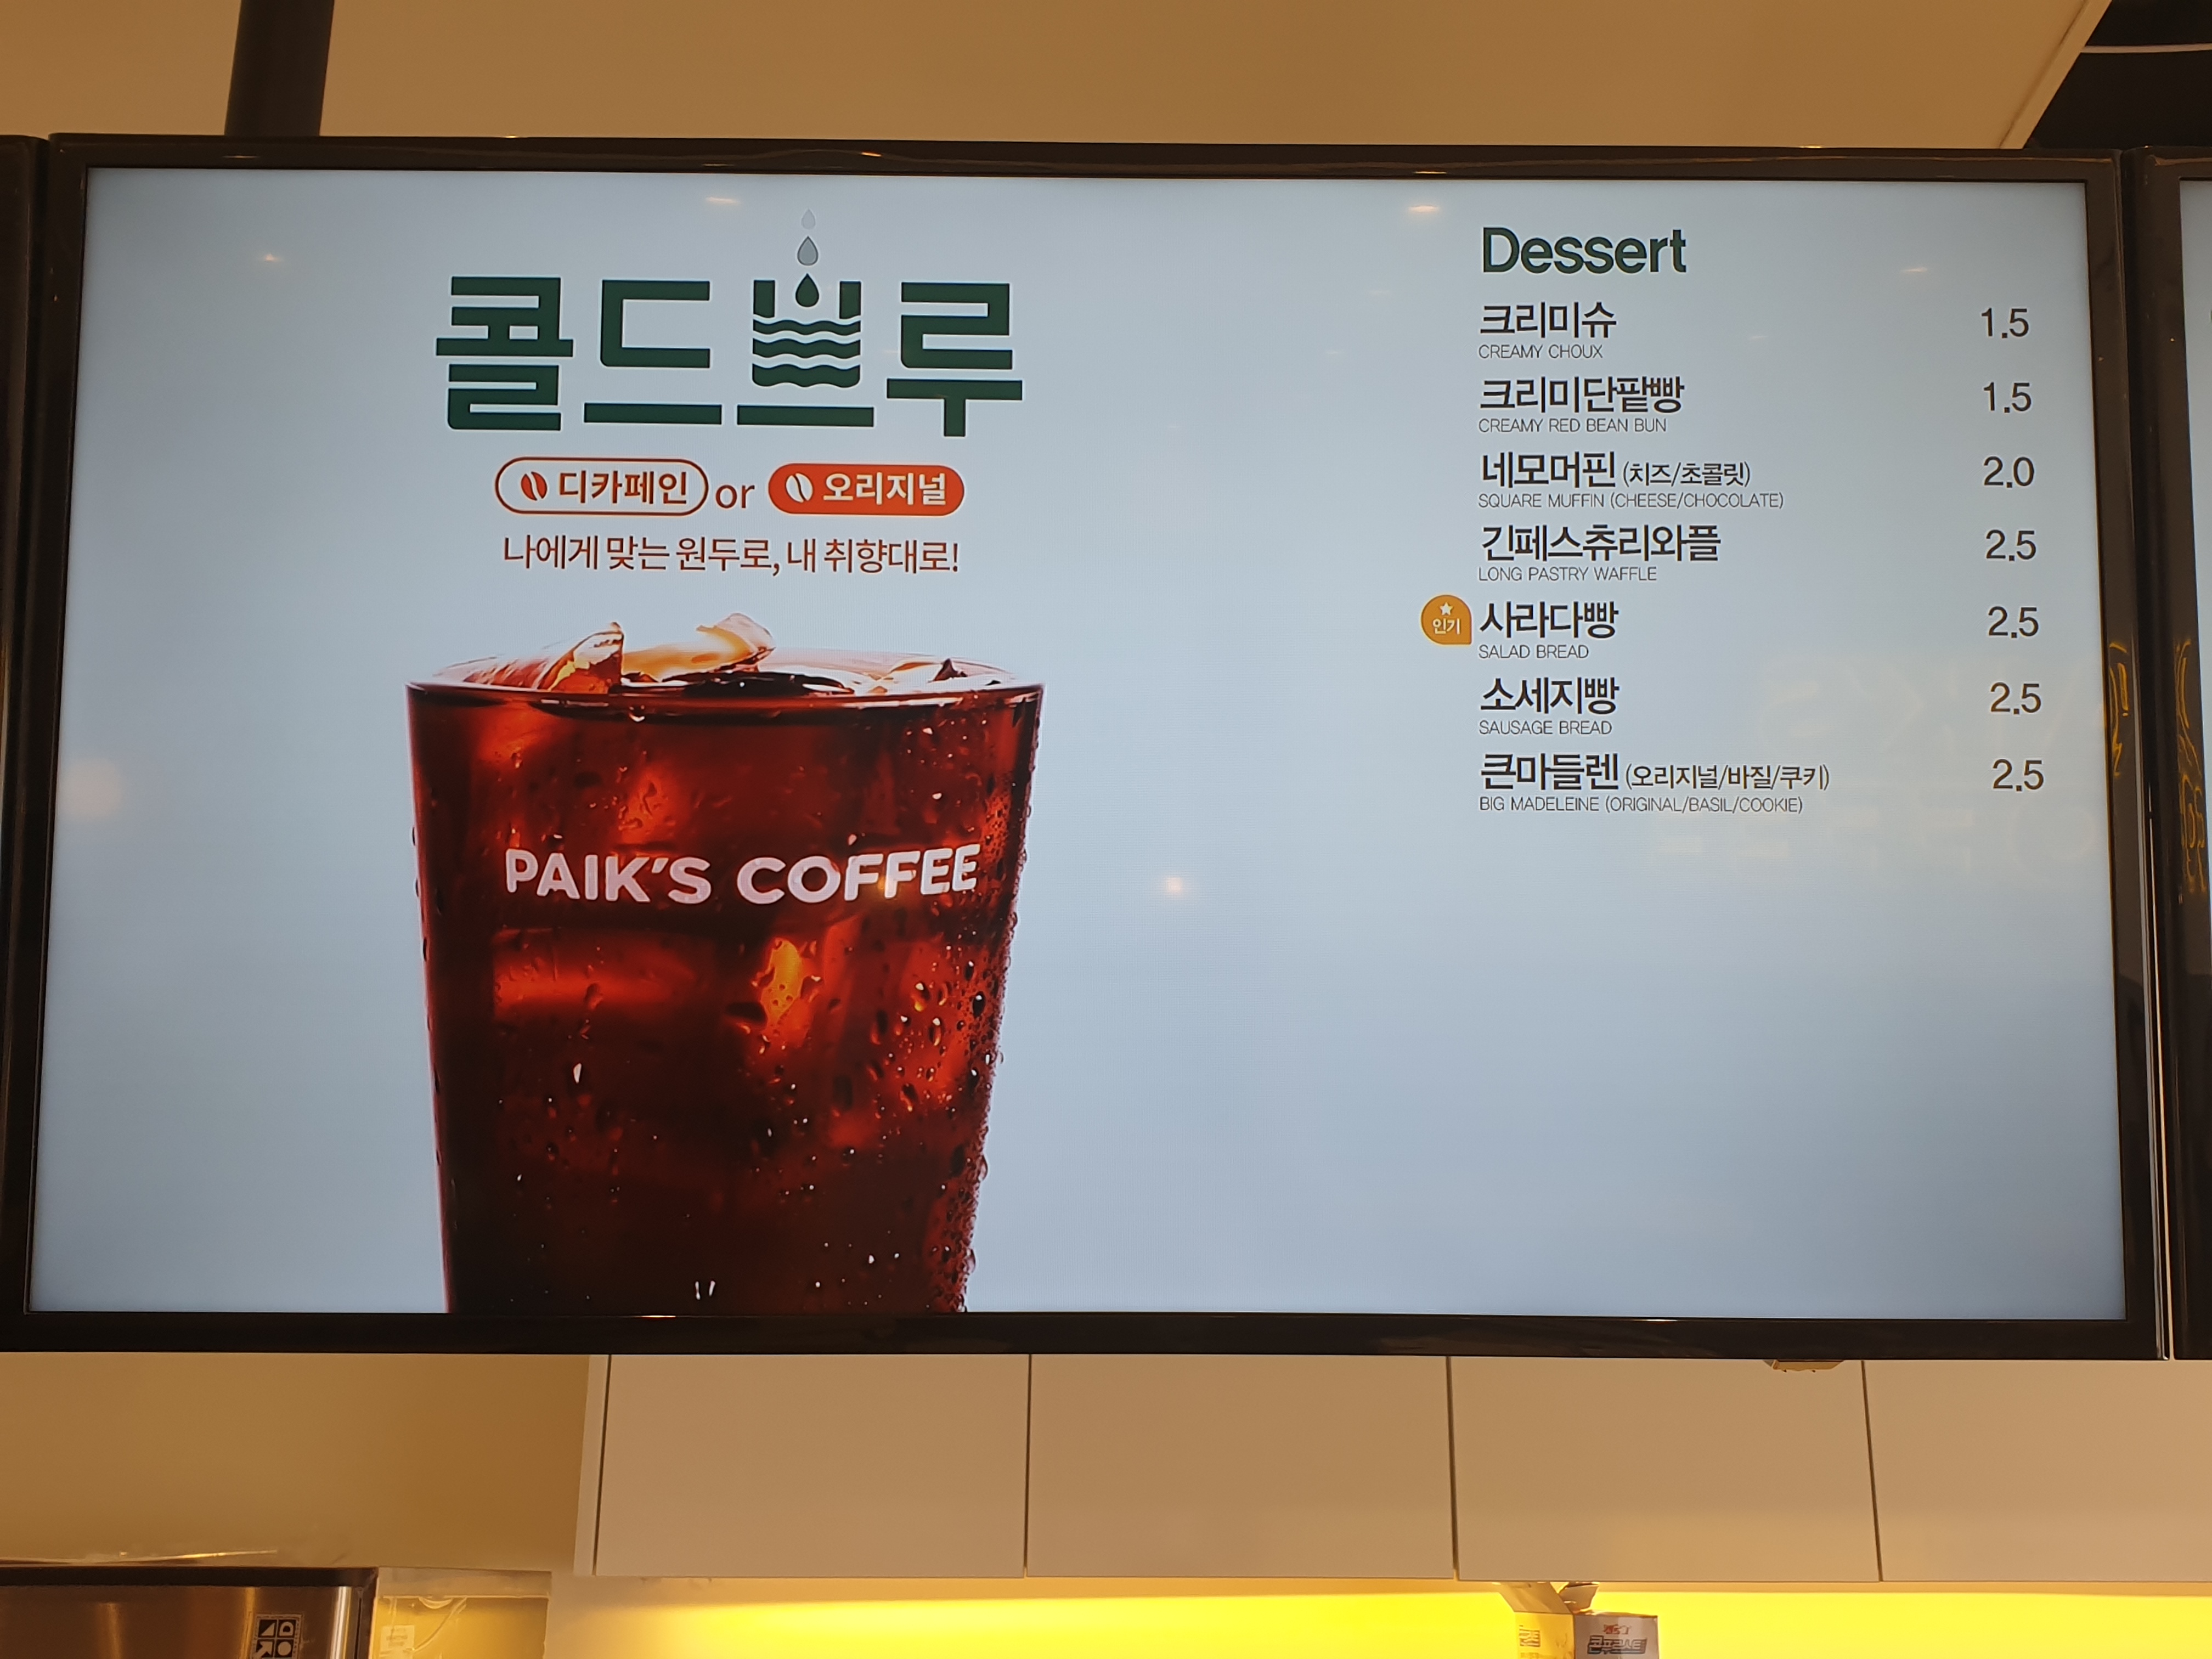 콜드브루
디카페인 or 오리지널
나에게 맞는 원두로, 내 취향대로!
PAIK'S COFFEE
Dessert
크리미슈 1.5
CREAMY CHOUX
크리미단팥빵 1.5
CREAMY RED BEAN BUN
네모머핀 (치즈/초콜릿) 2.0
SQUARE MUFFIN (CHEESE/CHOCOLATE)
긴페스츄리와플 2.5
LONG PASTRY WAFFLE
인기 사라다빵 2.5
SALAD BREAD
소세지빵 2.5
SAUSAGE BREAD
큰마들렌 (오리지널/바질/쿠키) 2.5
BIG MADELEINE (ORIGINAL/BASIL/COOKIE)